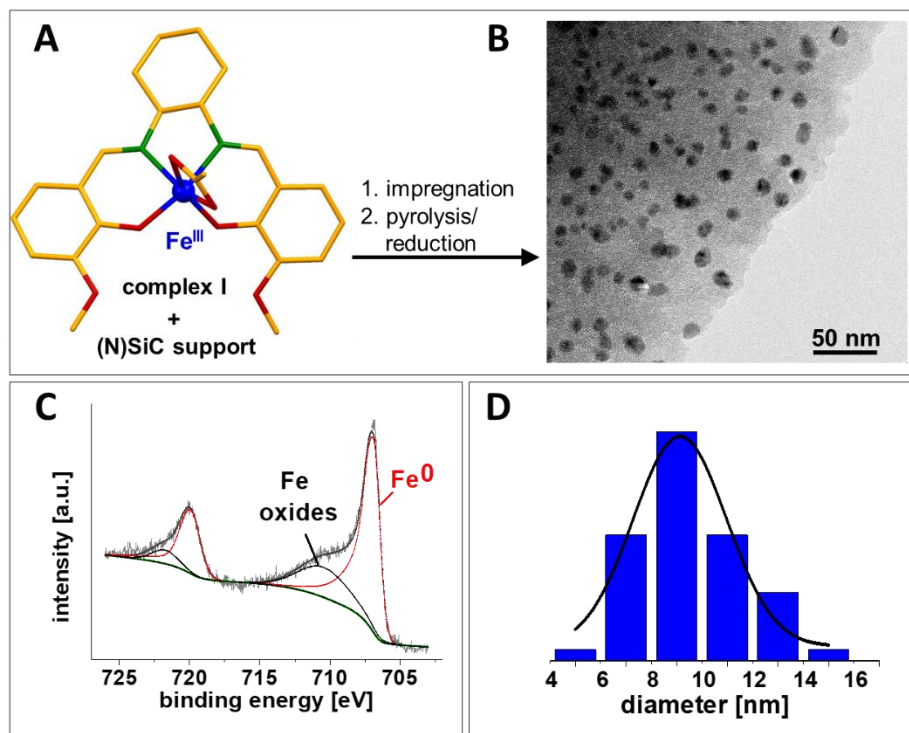 A
Fe^III
complex I
+
(N)SiC support
1. impregnation
2. pyrolysis/
reduction
B
50 nm
C
intensity [a.u.]
Fe
oxides
Fe^0
725 720 715 710 705
binding energy [eV]
D
4 6 8 10 12 14 16
diameter [nm]